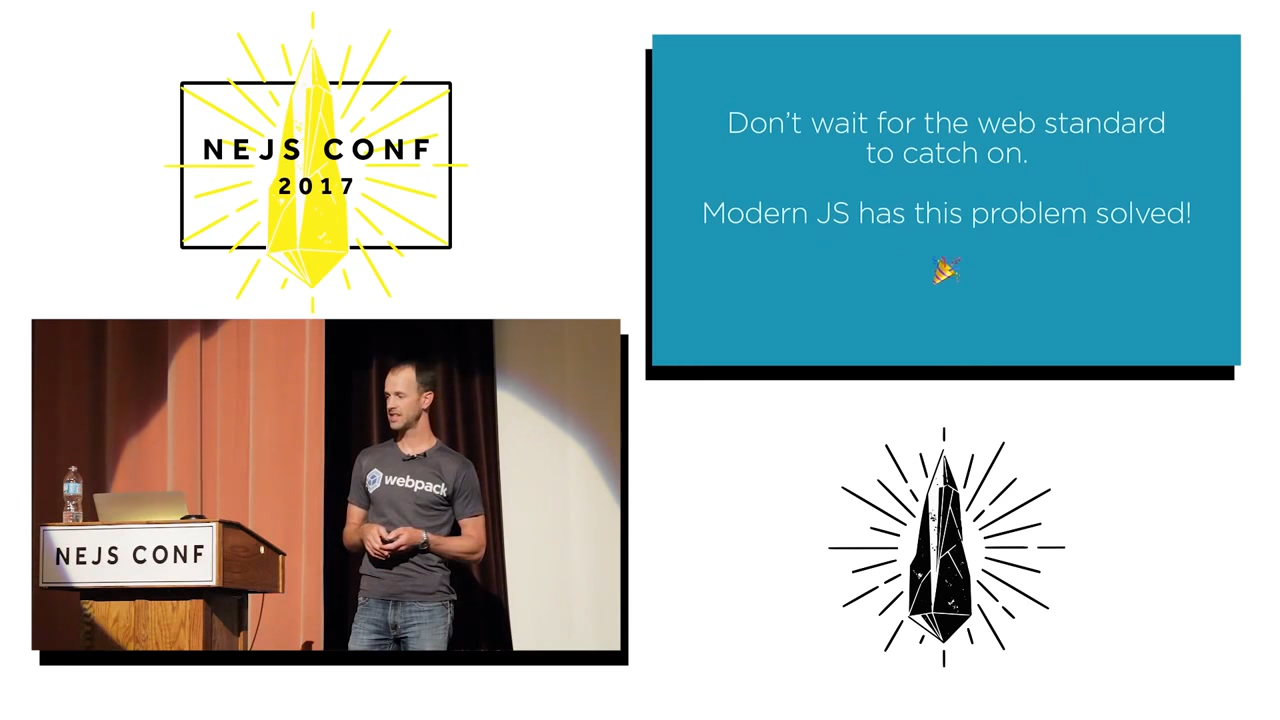 NEJS CONF
2017
Don't wait for the web standard
to catch on.
Modern JS has this problem solved!
webpack
NEJS CONF